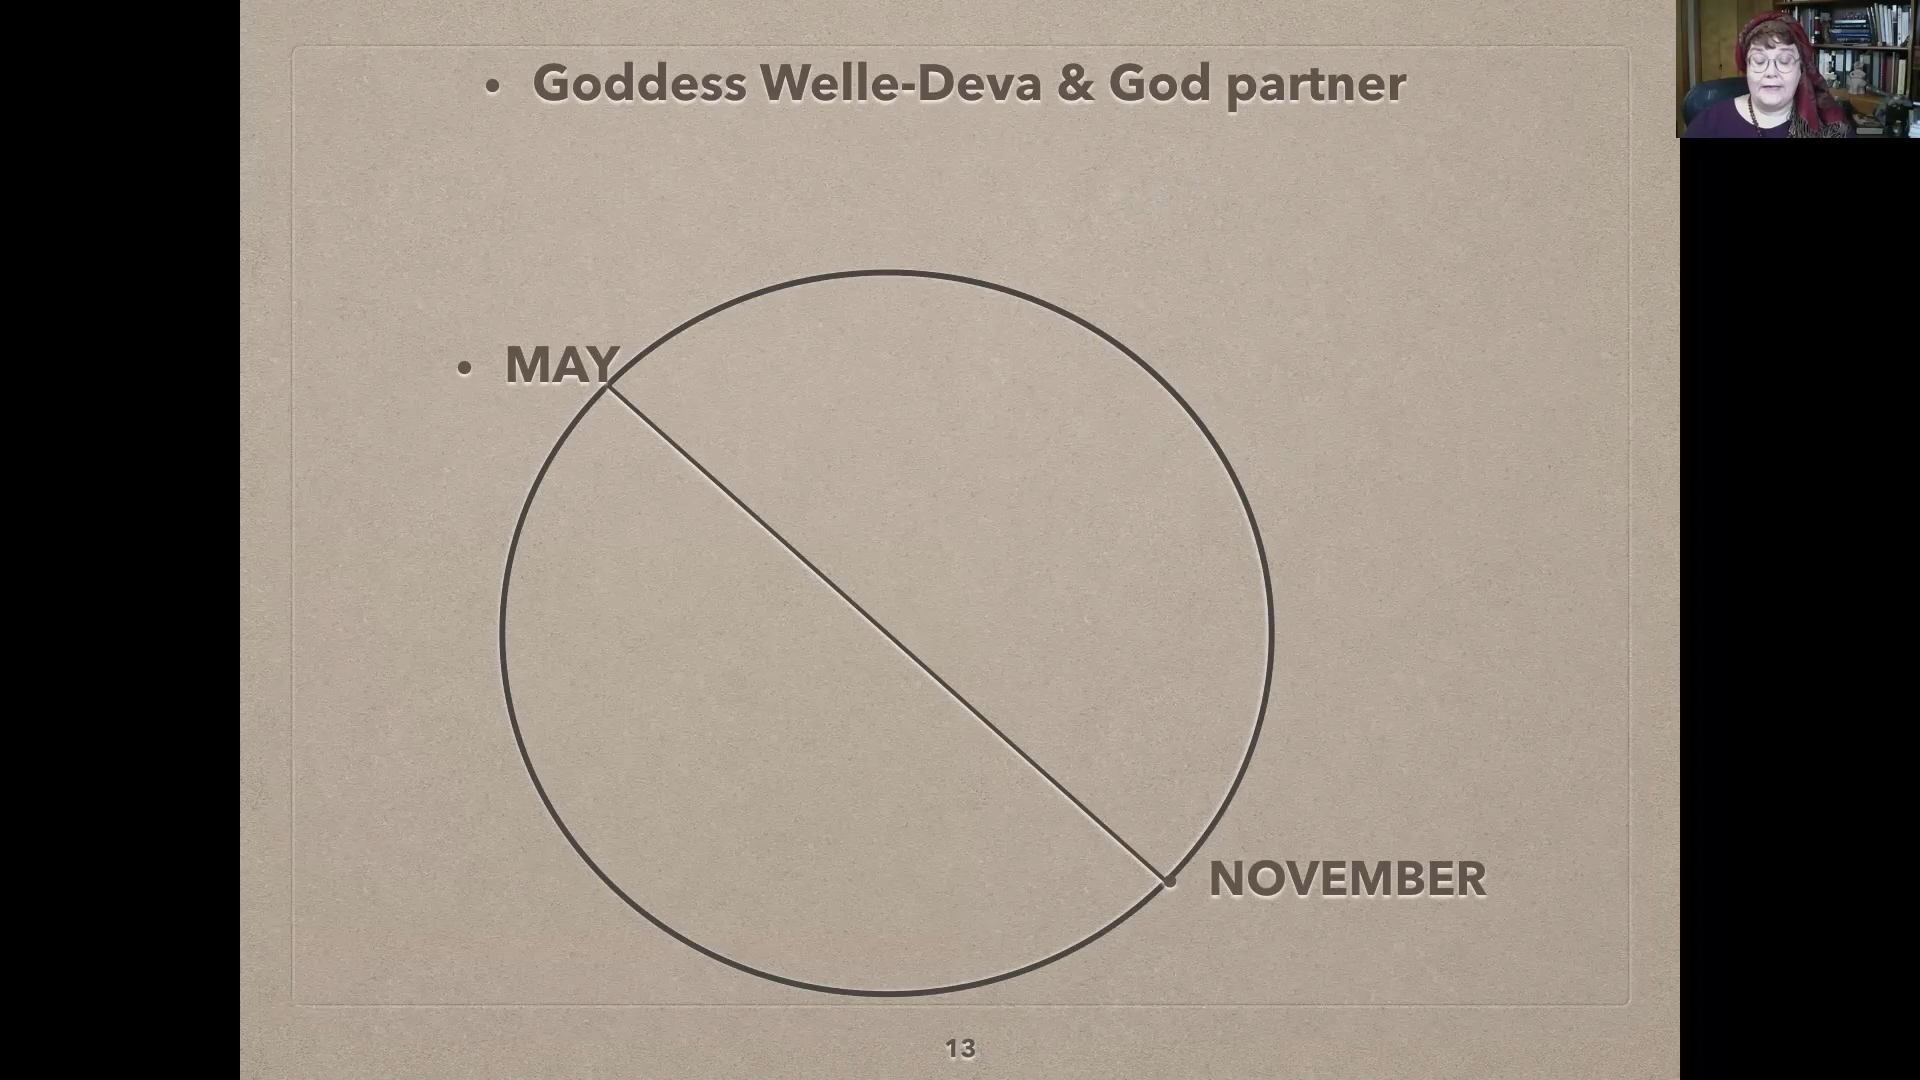 • Goddess Welle-Deva & God partner
• MAY
• NOVEMBER
13